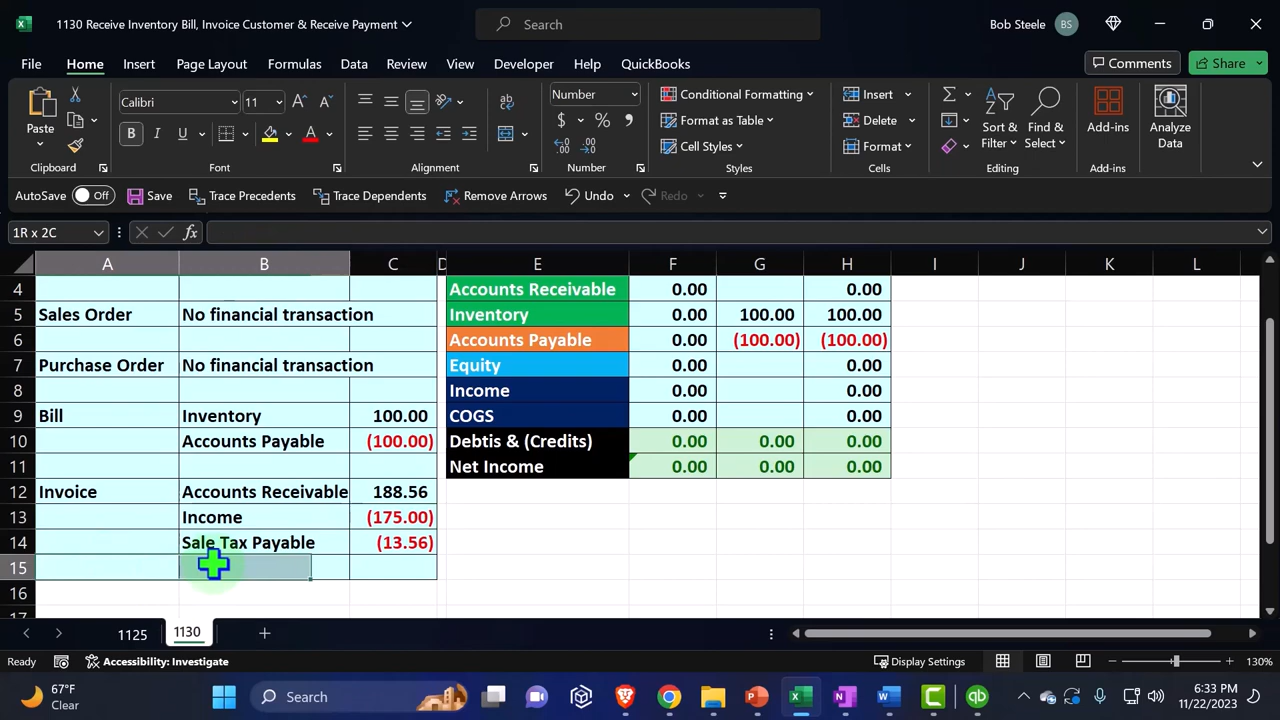 1130 Receive Inventory Bill, Invoice Customer & Receive Payment
Search
Bob Steele
BS
File Home Insert Page Layout Formulas Data Review View Developer Help QuickBooks
Comments
Share
Paste
Calibri
11
B I U
Clipboard
Font
Alignment
Number
$ %
Number
Conditional Formatting
Format as Table
Cell Styles
Styles
Insert
Delete
Format
Cells
Sort & Filter
Find & Select
Editing
Add-ins
Add-ins
Analyze Data
AutoSave Off Save Trace Precedents Trace Dependents Remove Arrows Undo Redo
1R x 2C
fx
A B C D E F G H I J K L
4 Accounts Receivable 0.00 0.00
5 Sales Order No financial transaction Inventory 0.00 100.00 100.00
6 Accounts Payable 0.00 (100.00) (100.00)
7 Purchase Order No financial transaction Equity 0.00 0.00
8 Income 0.00 0.00
9 Bill Inventory 100.00 COGS 0.00 0.00
10 Accounts Payable (100.00) Debtis & (Credits) 0.00 0.00 0.00
11 Net Income 0.00 0.00 0.00
12 Invoice Accounts Receivable 188.56
13 Income (175.00)
14 Sale Tax Payable (13.56)
15
16
17
1125 1130
Ready Accessibility: Investigate Display Settings 130%
67°F
Clear
Search
6:33 PM
11/22/2023